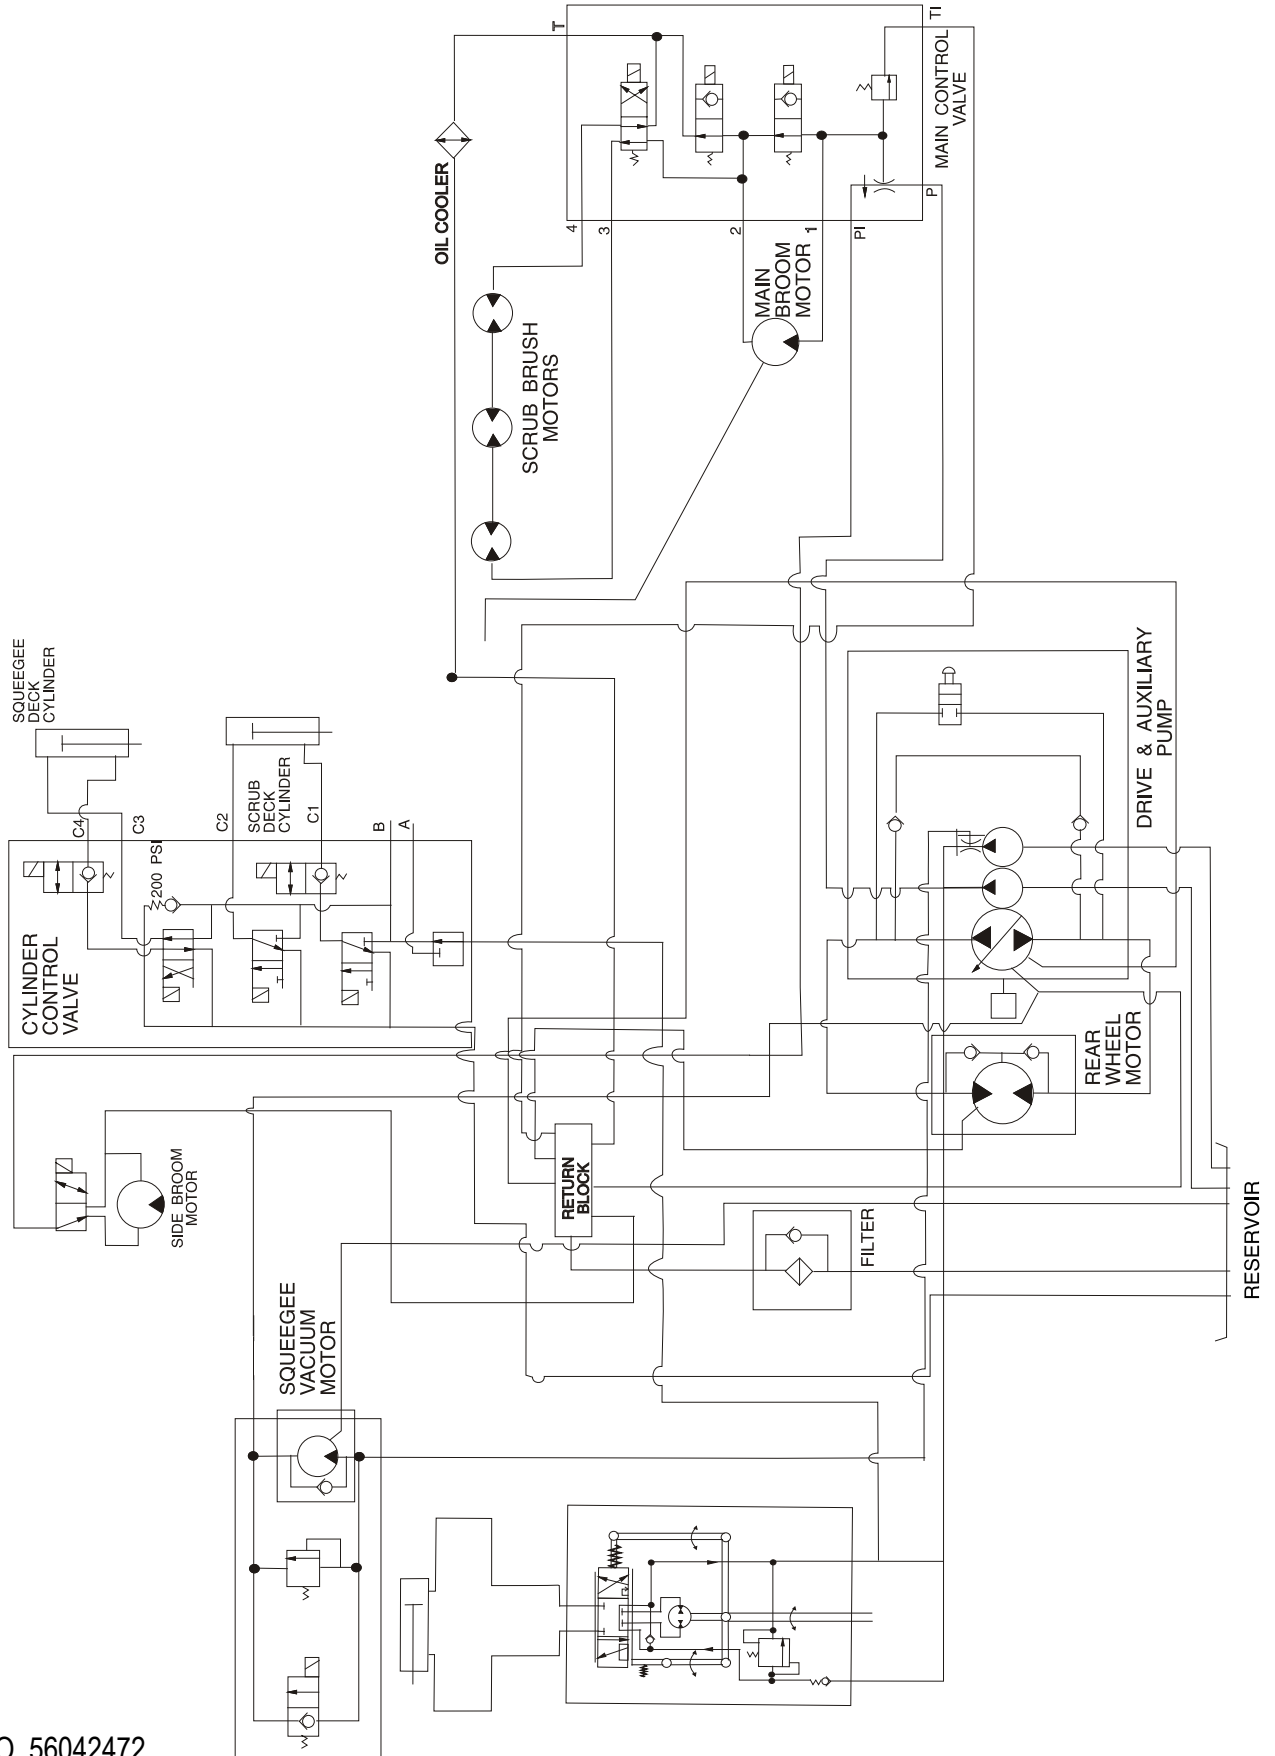 T
TI
MAIN CONTROL
VALVE
OIL COOLER
4
3
2
1
PI
P
MAIN
BROOM
MOTOR
SCRUB BRUSH
MOTORS
SQUEEGEE
DECK
CYLINDER
C4
C3
C2
SCRUB
DECK
CYLINDER
C1
B
A
200 PSI
CYLINDER
CONTROL
VALVE
DRIVE & AUXILIARY
PUMP
REAR
WHEEL
MOTOR
SIDE BROOM
MOTOR
RETURN
BLOCK
FILTER
RESERVOIR
SQUEEGEE
VACUUM
MOTOR
56042472